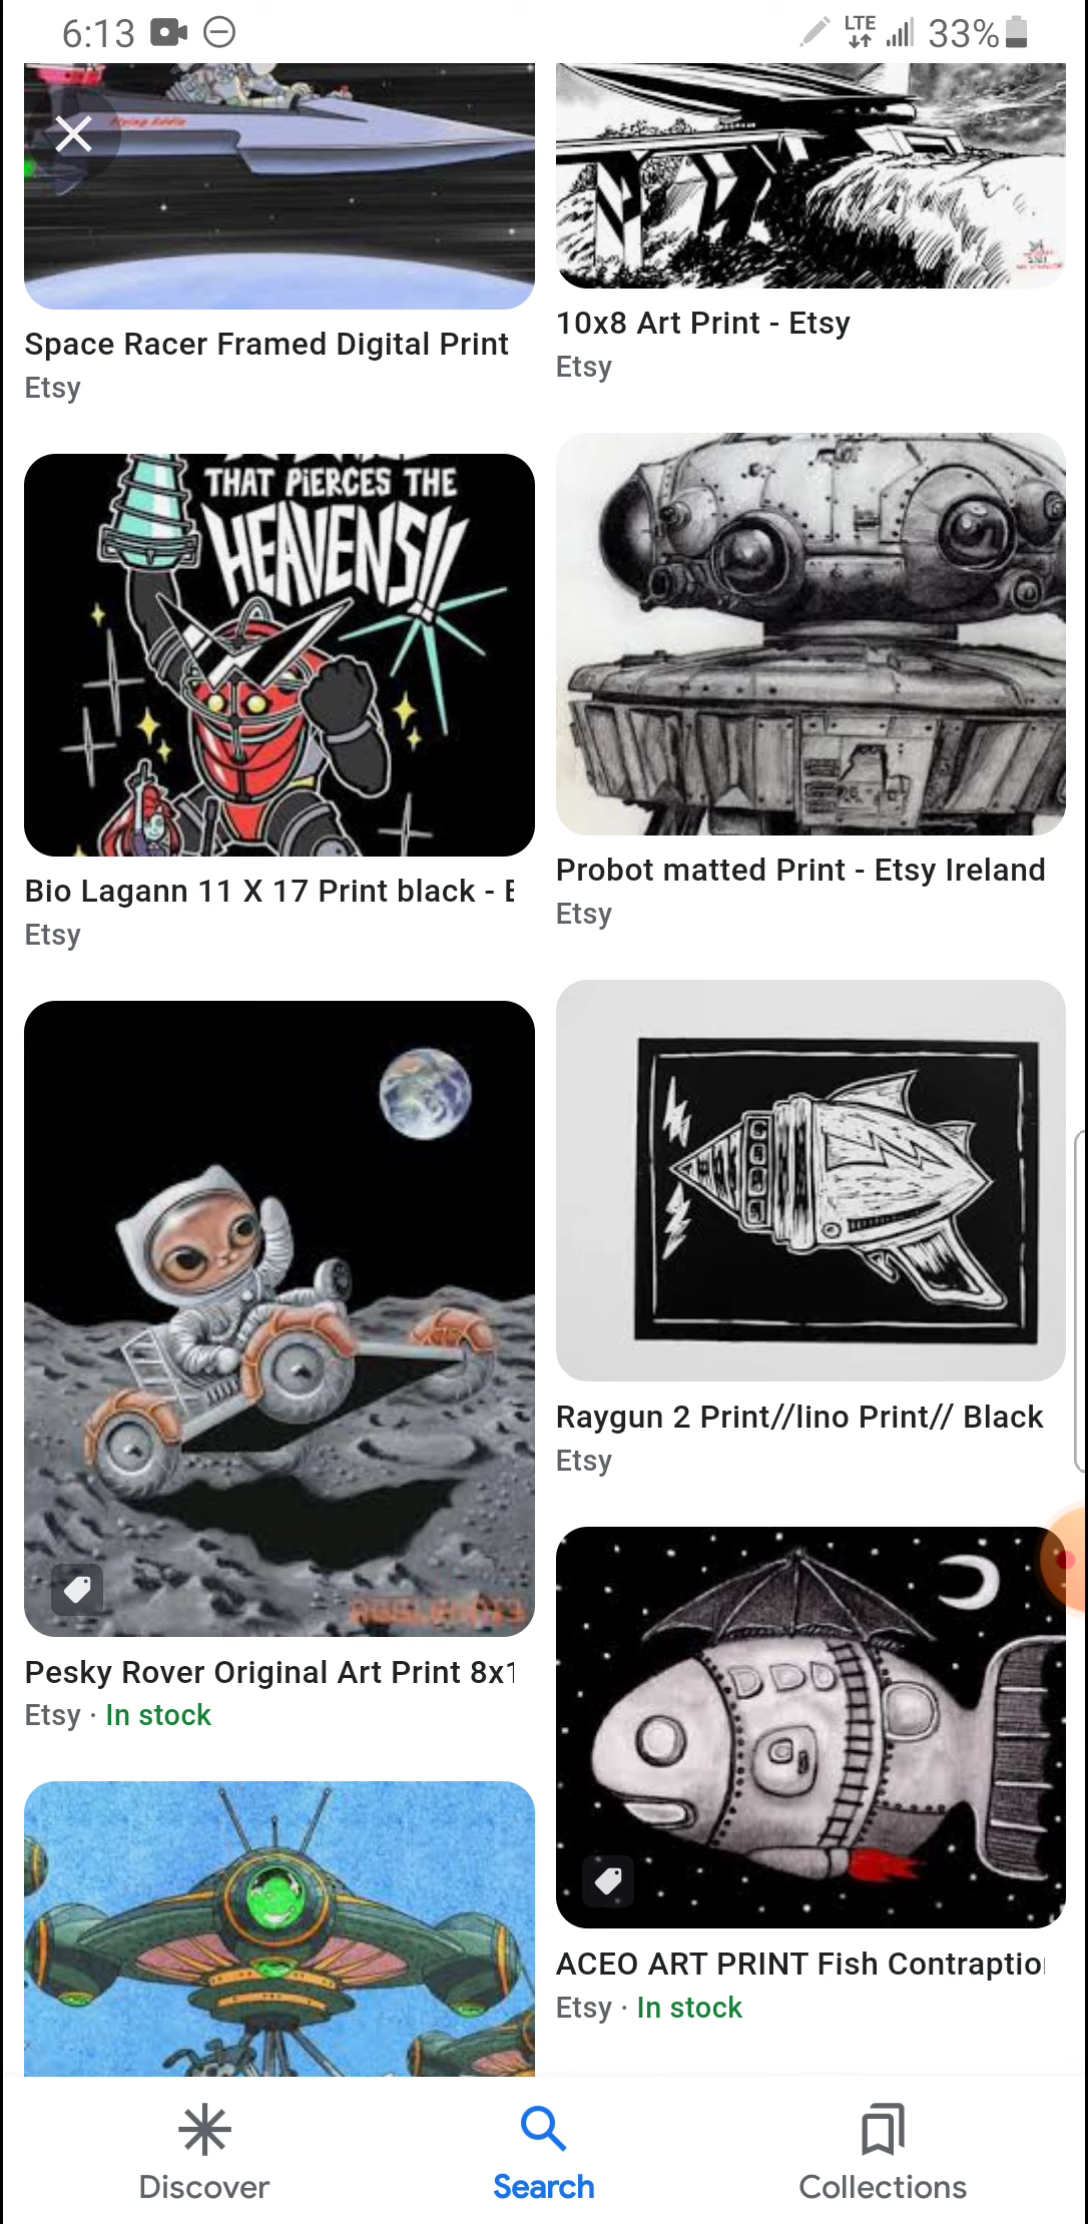 6:13
LTE
33%
Flying Eddie
Space Racer Framed Digital Print
Etsy
10x8 Art Print - Etsy
Etsy
THAT PiERCES THE
HEAVENS!!
Bio Lagann 11 X 17 Print black - E
Etsy
Probot matted Print - Etsy Ireland
Etsy
Pesky Rover Original Art Print 8x1
Etsy · In stock
Raygun 2 Print//lino Print// Black
Etsy
ACEO ART PRINT Fish Contraptio
Etsy · In stock
Discover
Search
Collections